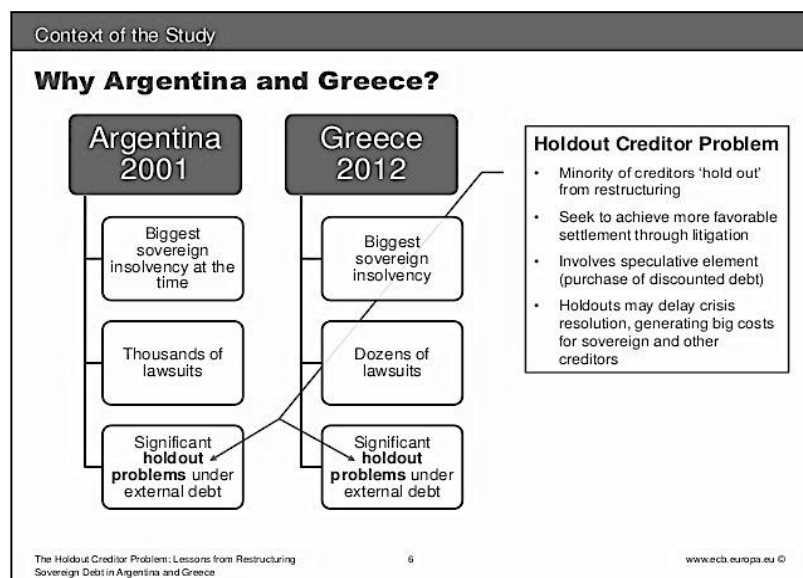 Context of the Study
Why Argentina and Greece?
Argentina
2001
Biggest
sovereign
insolvency at the
time
Thousands of
lawsuits
Significant
holdout
problems under
external debt
Greece
2012
Biggest
sovereign
insolvency
Dozens of
lawsuits
Significant
holdout
problems under
external debt
Holdout Creditor Problem
• Minority of creditors ‘hold out’
from restructuring
• Seek to achieve more favorable
settlement through litigation
• Involves speculative element
(purchase of discounted debt)
• Holdouts may delay crisis
resolution, generating big costs
for sovereign and other
creditors
The Holdout Creditor Problem: Lessons from Restructuring
Sovereign Debt in Argentina and Greece
6
www.ecb.europa.eu ©